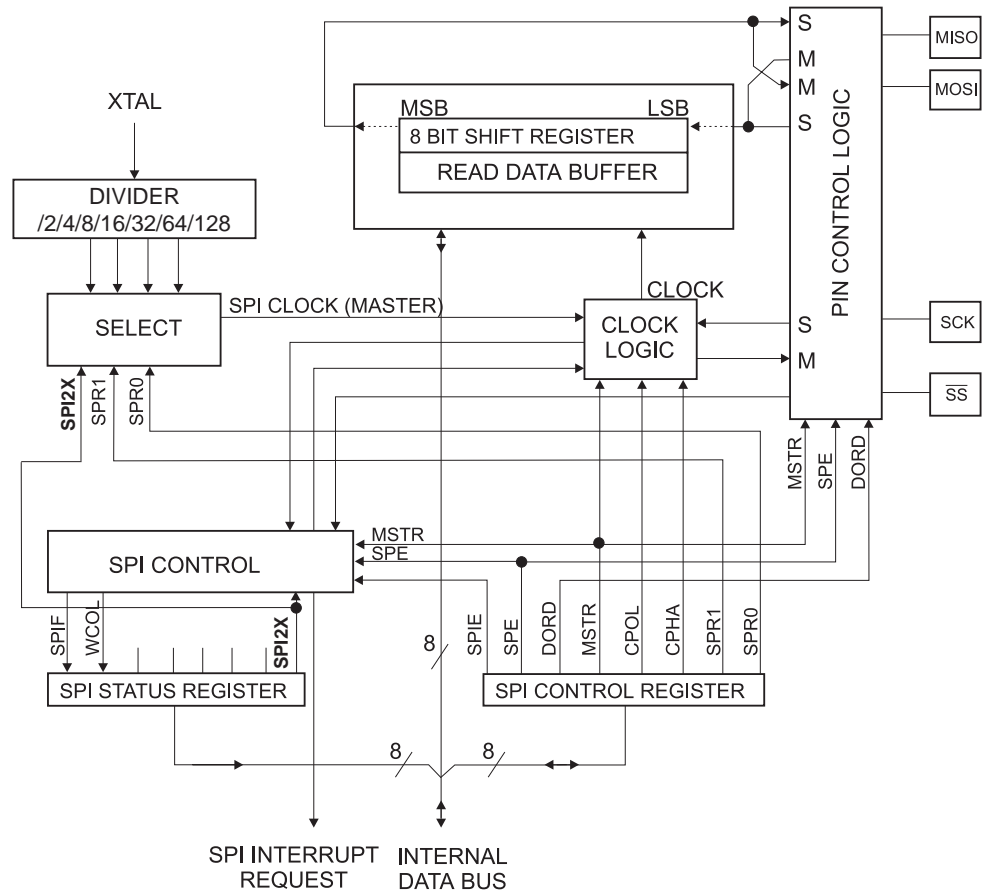 S
MISO
M
M
MOSI
XTAL
MSB
LSB
S
8 BIT SHIFT REGISTER
READ DATA BUFFER
DIVIDER
/2/4/8/16/32/64/128
PIN CONTROL LOGIC
CLOCK
SPI CLOCK (MASTER)
SELECT
CLOCK
LOGIC
S
SCK
M
SPI2X
SPR1
SPR0
SS
MSTR
SPE
DORD
MSTR
SPE
SPI CONTROL
SPIF
WCOL
SPI2X
8
SPIE
SPE
DORD
MSTR
CPOL
CPHA
SPR1
SPR0
SPI STATUS REGISTER
SPI CONTROL REGISTER
8
8
SPI INTERRUPT
REQUEST
INTERNAL
DATA BUS